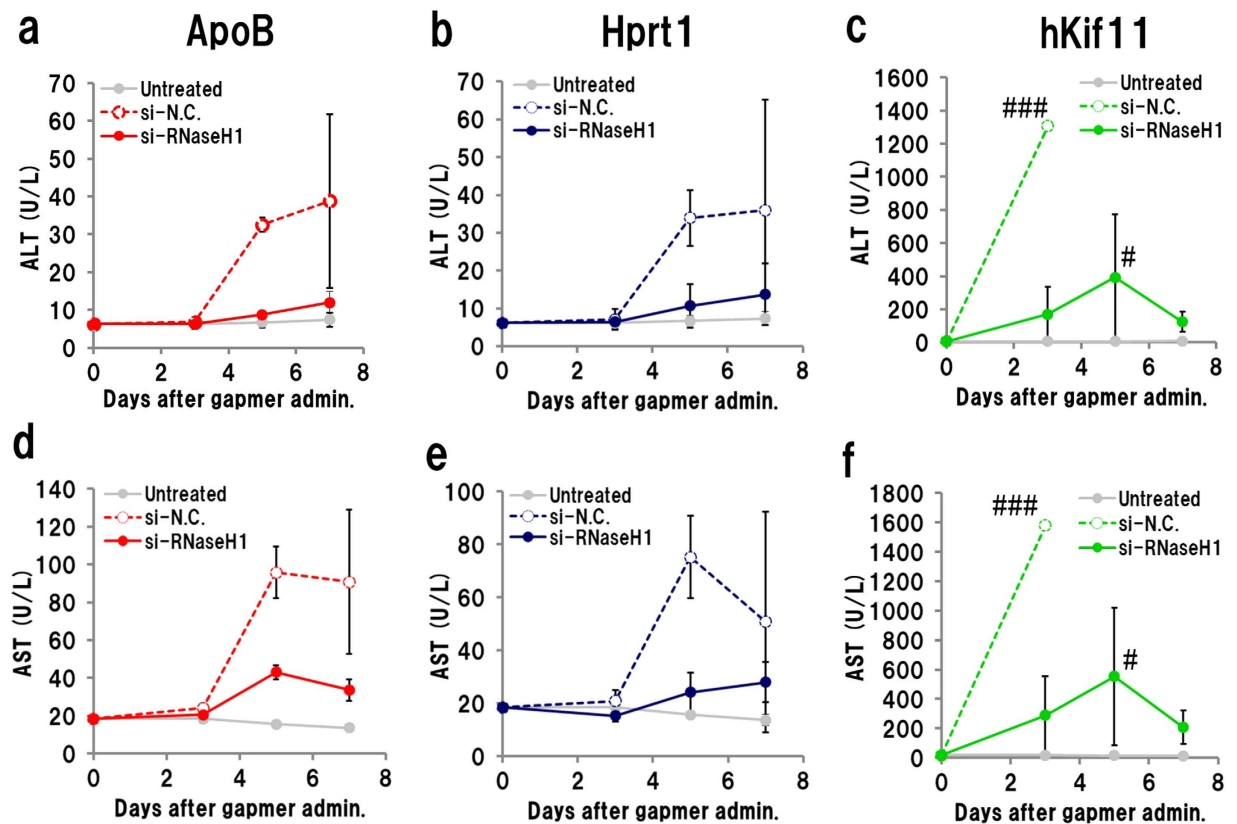 a
ApoB
70
60
50
40
30
20
10
0
ALT (U/L)
Untreated
si-N.C.
si-RNaseH1
0 2 4 6 8
Days after gapmer admin.
b
Hprt1
70
60
50
40
30
20
10
0
ALT (U/L)
Untreated
si-N.C.
si-RNaseH1
0 2 4 6 8
Days after gapmer admin.
c
hKif11
1600
1400
1200
1000
800
600
400
200
0
ALT (U/L)
Untreated
si-N.C.
si-RNaseH1
###
#
0 2 4 6 8
Days after gapmer admin.
d
140
120
100
80
60
40
20
0
AST (U/L)
Untreated
si-N.C.
si-RNaseH1
0 2 4 6 8
Days after gapmer admin.
e
100
80
60
40
20
0
AST (U/L)
Untreated
si-N.C.
si-RNaseH1
0 2 4 6 8
Days after gapmer admin.
f
1800
1600
1400
1200
1000
800
600
400
200
0
AST (U/L)
Untreated
si-N.C.
si-RNaseH1
###
#
0 2 4 6 8
Days after gapmer admin.